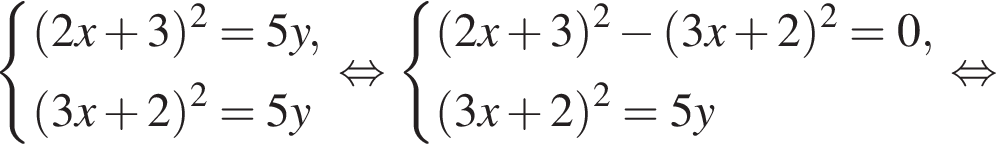 { (2x+3)² = 5y, (3x+2)² = 5y ⇔ { (2x+3)² − (3x+2)² = 0, (3x+2)² = 5y ⇔